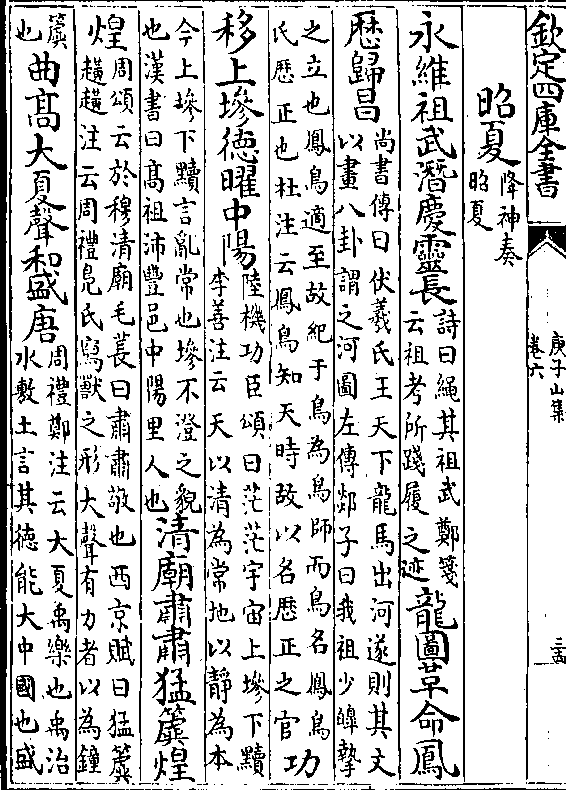 欽定四庫全書
庚子山集
卷六
昭夏降神奏昭夏
永維祖武潛慶靈長詩曰繩其祖武鄭箋云祖考所踐履之迹龍圖革命鳳
厯歸昌尚書傳曰伏羲氏王天下龍馬出河遂則其文以畫八卦謂之河圖左傳郯子曰我祖少皥摯
之立也鳳鳥適至故紀于鳥為鳥師而鳥名鳳鳥氏厯正也杜注云鳳鳥知天時故以名厯正之官功
移上墋德曜中陽陸機功臣頌曰茫茫宇宙上墋下黷李善注云天以清為常地以靜為本
今上墋下黷言亂常也墋不澄之貌也漢書曰髙祖沛豐邑中陽里人也清廟肅肅猛簴煌
煌周頌云於穆清廟毛萇曰肅肅敬也西京賦曰猛簴趪趪注云周禮鳬氏寫獸之形大聲有力者以為鐘
簴也曲髙大夏聲和盛唐周禮鄭注云大夏禹樂也禹治水敷土言其德能大中國也盛